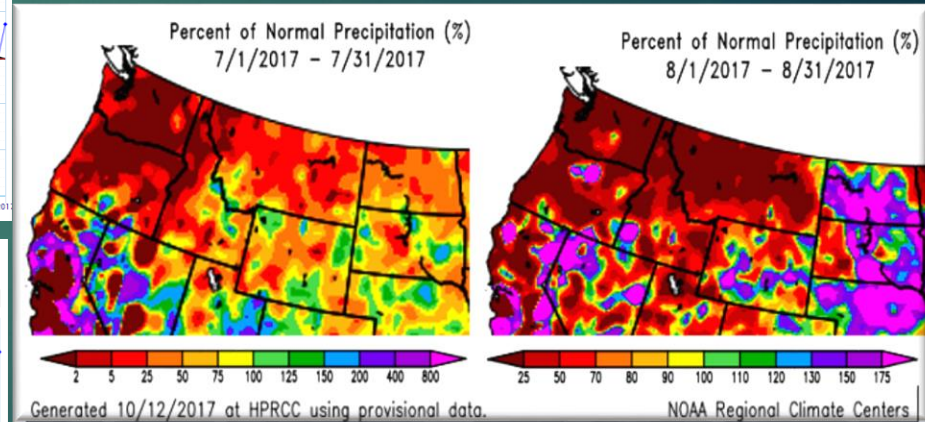 Percent of Normal Precipitation (%)
7/1/2017 – 7/31/2017
Percent of Normal Precipitation (%)
8/1/2017 – 8/31/2017
2 5 25 50 75 100 125 150 200 400 800
25 50 70 80 90 100 110 120 130 150 175
Generated 10/12/2017 at HPRCC using provisional data.
NOAA Regional Climate Centers